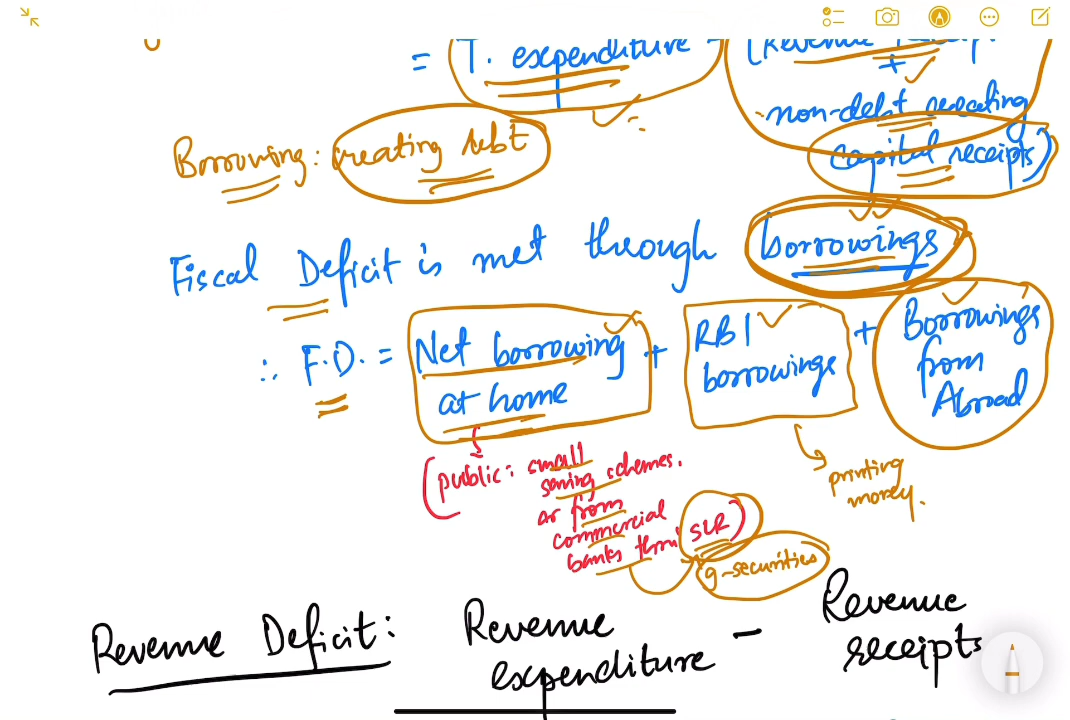 = T. expenditure - (Revenue receipt
+
non-debt creating
capital receipts)
Borrowing: creating debt
Fiscal Deficit is met through borrowings
∴ F.D. = Net borrowing at home + RBI borrowings + Borrowings from Abroad
(public: small
saving schemes.
or from
commercial
banks thru' SLR)
g-securities
printing
money.
Revenue Deficit: Revenue expenditure - Revenue receipts